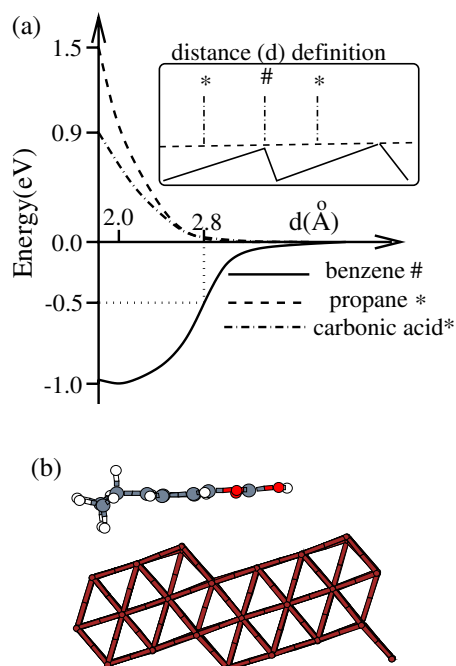 (a)
1.5
distance (d) definition
* # *
0.9
Energy(eV)
2.0 2.8 d(Å)
0.0
benzene #
-0.5
propane *
carbonic acid*
-1.0
(b)